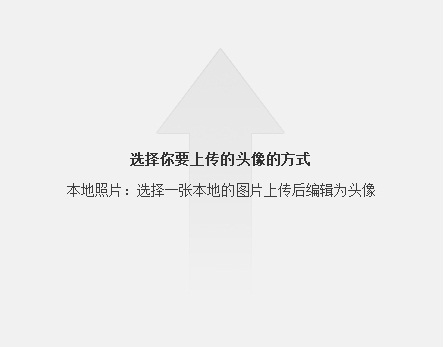 选择你要上传的头像的方式
本地照片：选择一张本地的图片上传后编辑为头像